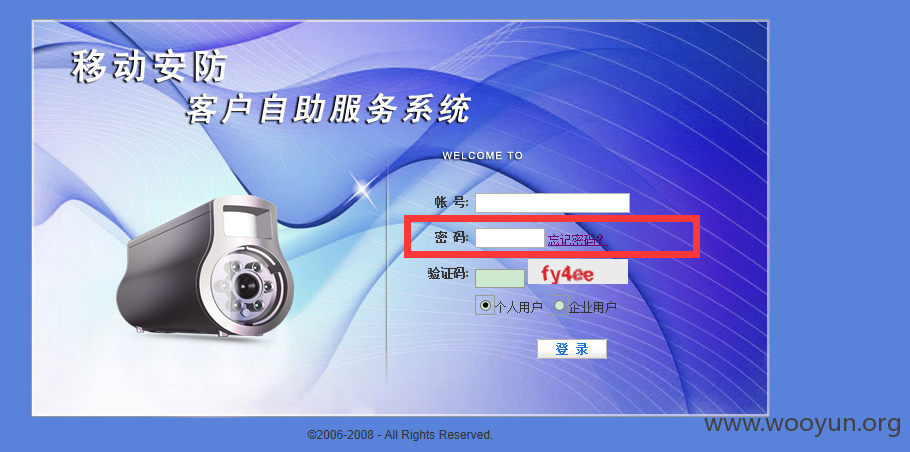 移动安防
客户自助服务系统
WELCOME TO
帐 号:
密 码: 忘记密码?
验证码: fy4ee
个人用户 企业用户
登 录
©2006-2008 - All Rights Reserved.
www.wooyun.org